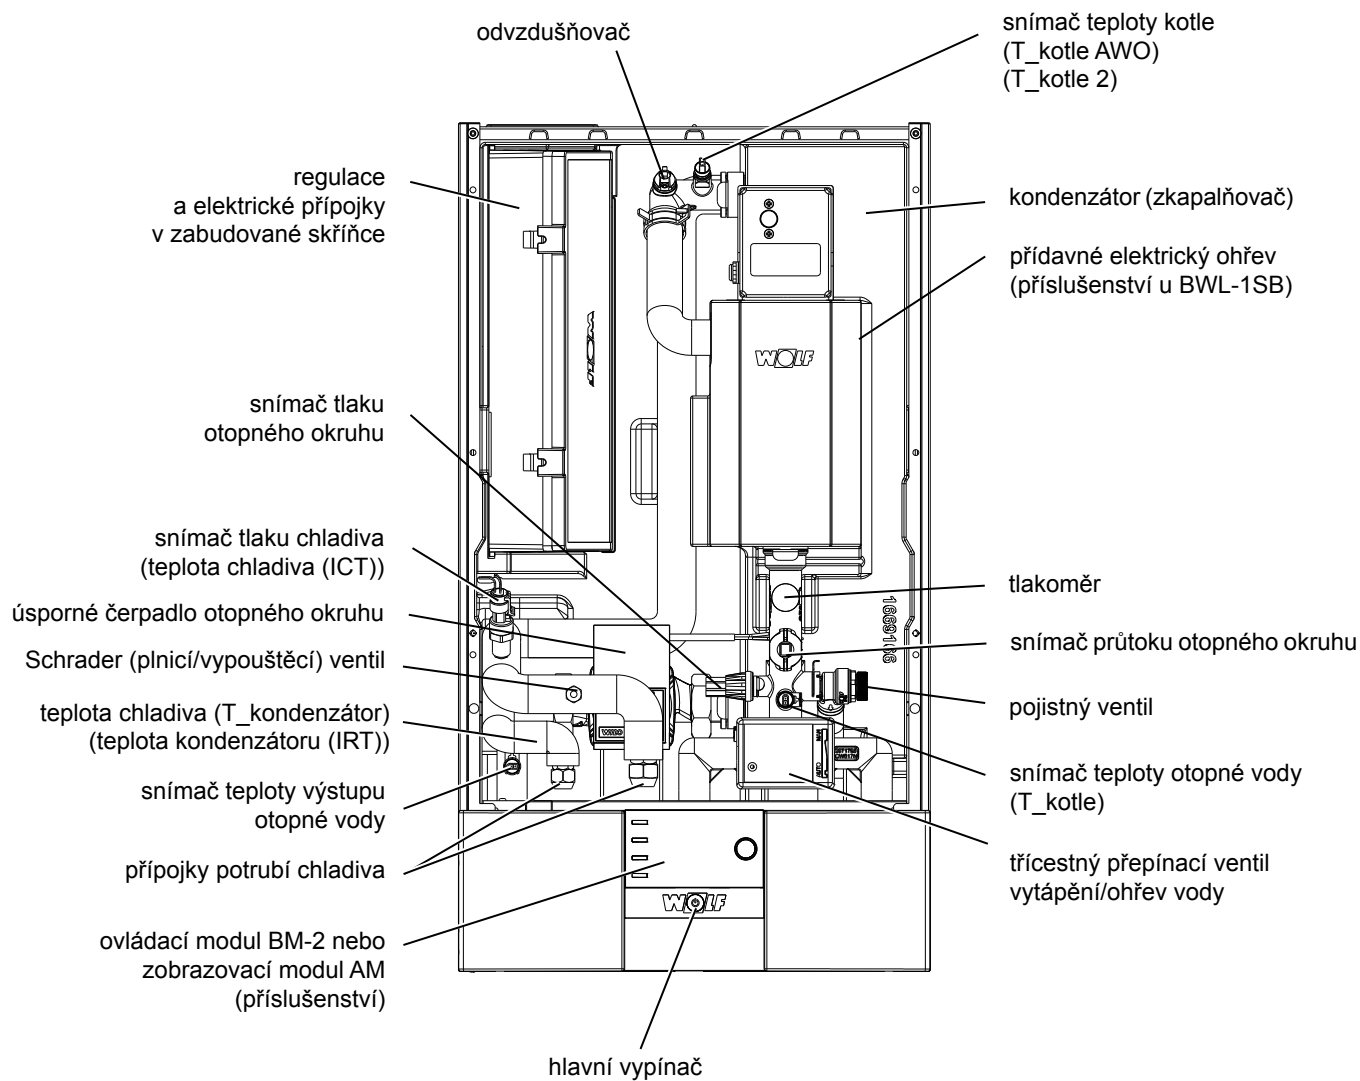 odvzdušňovač
snímač teploty kotle
(T_kotle AWO)
(T_kotle 2)
regulace
a elektrické přípojky
v zabudované skříňce
kondenzátor (zkapalňovač)
přídavné elektrický ohřev
(příslušenství u BWL-1SB)
WOLF
WOLF
snímač tlaku
otopného okruhu
snímač tlaku chladiva
(teplota chladiva (ICT))
úsporné čerpadlo otopného okruhu
Schrader (plnicí/vypouštěcí) ventil
teplota chladiva (T_kondenzátor)
(teplota kondenzátoru (IRT))
snímač teploty výstupu
otopné vody
přípojky potrubí chladiva
ovládací modul BM-2 nebo
zobrazovací modul AM
(příslušenství)
tlakoměr
1669166
snímač průtoku otopného okruhu
pojistný ventil
snímač teploty otopné vody
(T_kotle)
třícestný přepínací ventil
vytápění/ohřev vody
WOLF
hlavní vypínač